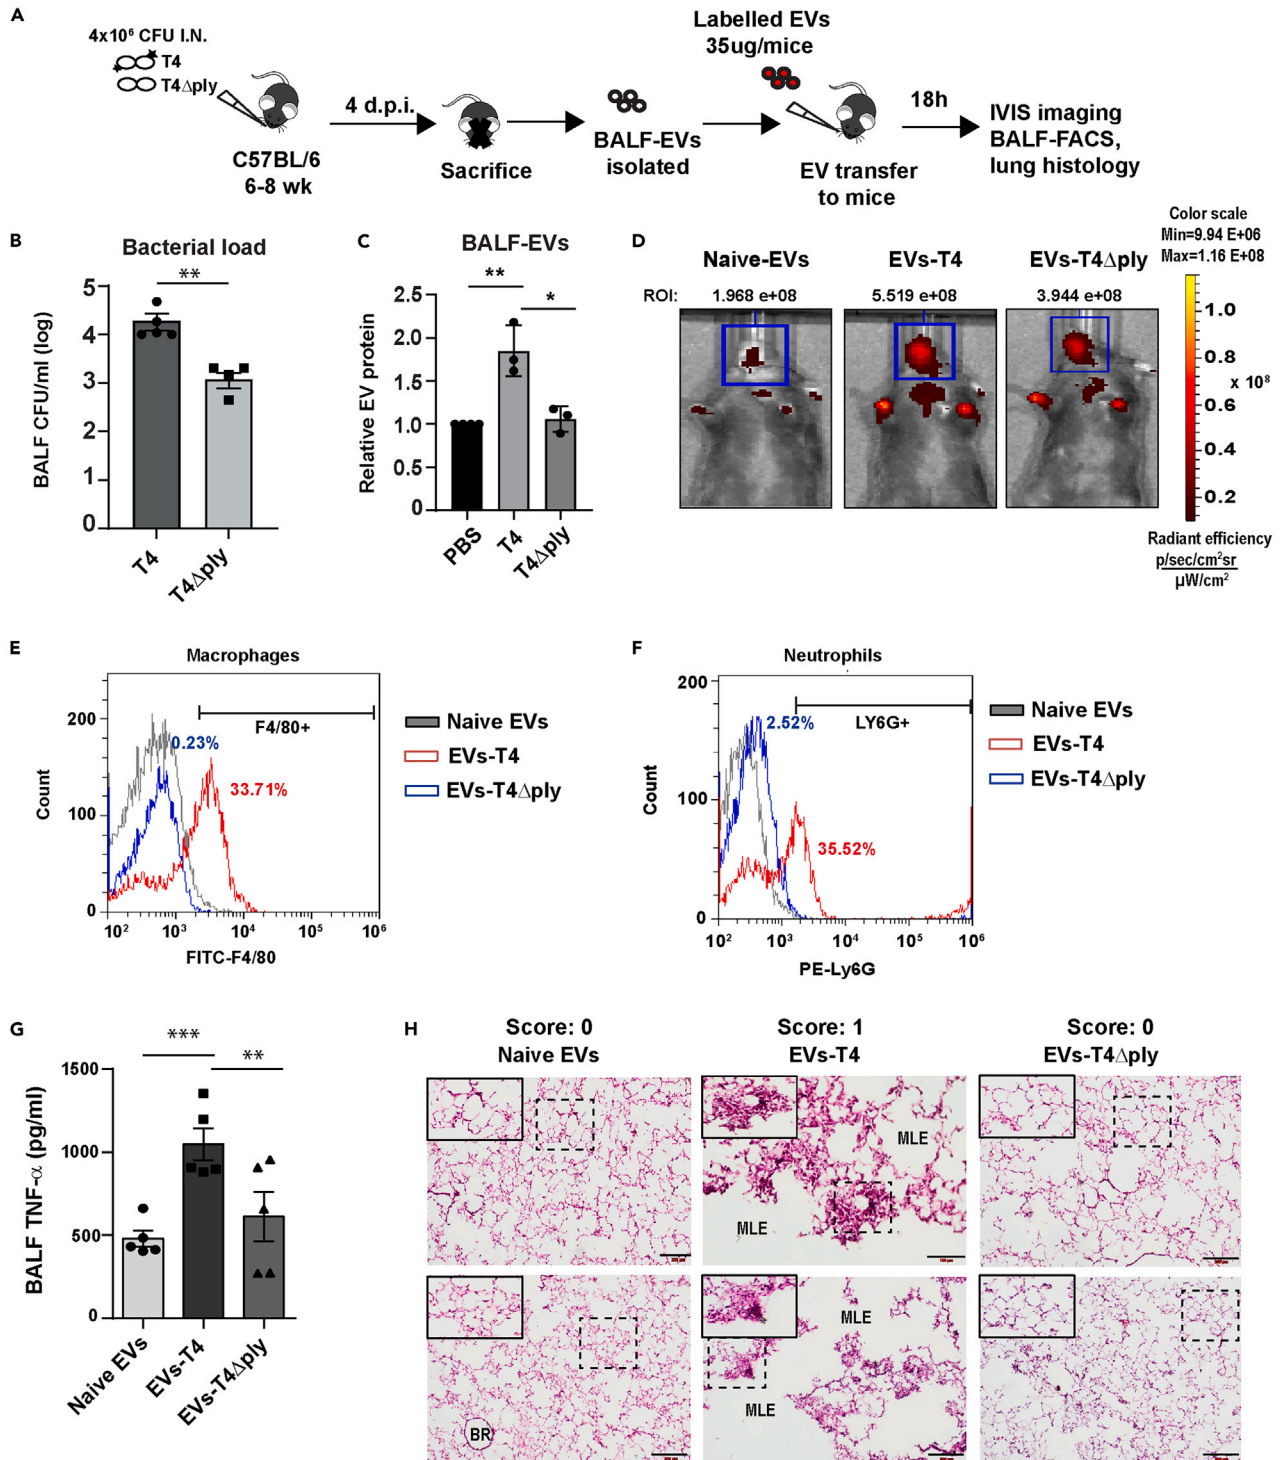 A
4x10⁶ CFU I.N.
T4
T4Δply
C57BL/6
6-8 wk
4 d.p.i.
Sacrifice
BALF-EVs
isolated
Labelled EVs
35ug/mice
EV transfer
to mice
18h
IVIS imaging
BALF-FACS,
lung histology
B
Bacterial load
**
BALF CFU/ml (log)
5
4
3
2
1
0
T4
T4Δply
C
BALF-EVs
**
*
Relative EV protein
2.5
2.0
1.5
1.0
0.5
0
PBS
T4
T4Δply
D
Naive-EVs
EVs-T4
EVs-T4Δply
ROI:
1.968 e+08
5.519 e+08
3.944 e+08
Color scale
Min=9.94 E+06
Max=1.16 E+08
1.0
0.8
x 10⁸
0.6
0.4
0.2
Radiant efficiency
p/sec/cm²sr
µW/cm²
E
Macrophages
F4/80+
0.23%
33.71%
Count
200
100
0
10² 10³ 10⁴ 10⁵ 10⁶
FITC-F4/80
Naive EVs
EVs-T4
EVs-T4Δply
F
Neutrophils
2.52%
LY6G+
35.52%
Count
200
100
0
10² 10³ 10⁴ 10⁵ 10⁶
PE-Ly6G
Naive EVs
EVs-T4
EVs-T4Δply
G
***
**
BALF TNF-α (pg/ml)
1500
1000
500
0
Naive EVs
EVs-T4
EVs-T4Δply
H
Score: 0
Naive EVs
Score: 1
EVs-T4
Score: 0
EVs-T4Δply
MLE
MLE
BR
MLE
MLE